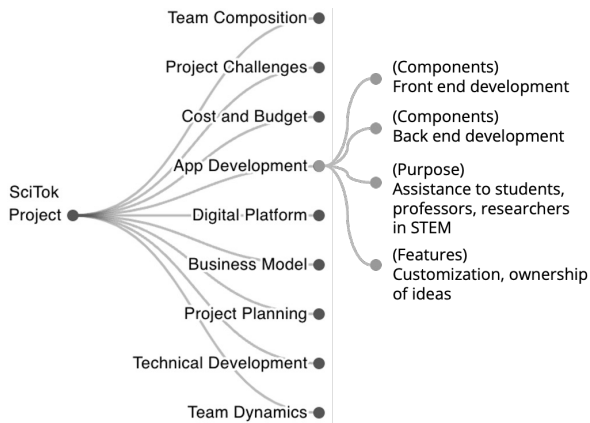 SciTok
Project
Team Composition
Project Challenges
Cost and Budget
App Development
Digital Platform
Business Model
Project Planning
Technical Development
Team Dynamics
(Components)
Front end development
(Components)
Back end development
(Purpose)
Assistance to students,
professors, researchers
in STEM
(Features)
Customization, ownership
of ideas